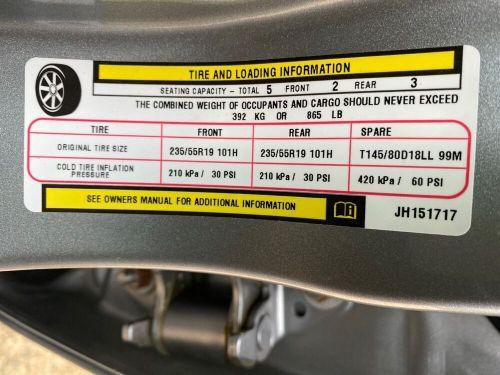 TIRE AND LOADING INFORMATION
SEATING CAPACITY - TOTAL 5 FRONT 2 REAR 3
THE COMBINED WEIGHT OF OCCUPANTS AND CARGO SHOULD NEVER EXCEED
392 KG OR 865 LB
TIRE FRONT REAR SPARE
ORIGINAL TIRE SIZE 235/55R19 101H 235/55R19 101H T145/80D18LL 99M
COLD TIRE INFLATION
PRESSURE 210 kPa / 30 PSI 210 kPa / 30 PSI 420 kPa / 60 PSI
SEE OWNERS MANUAL FOR ADDITIONAL INFORMATION
JH151717